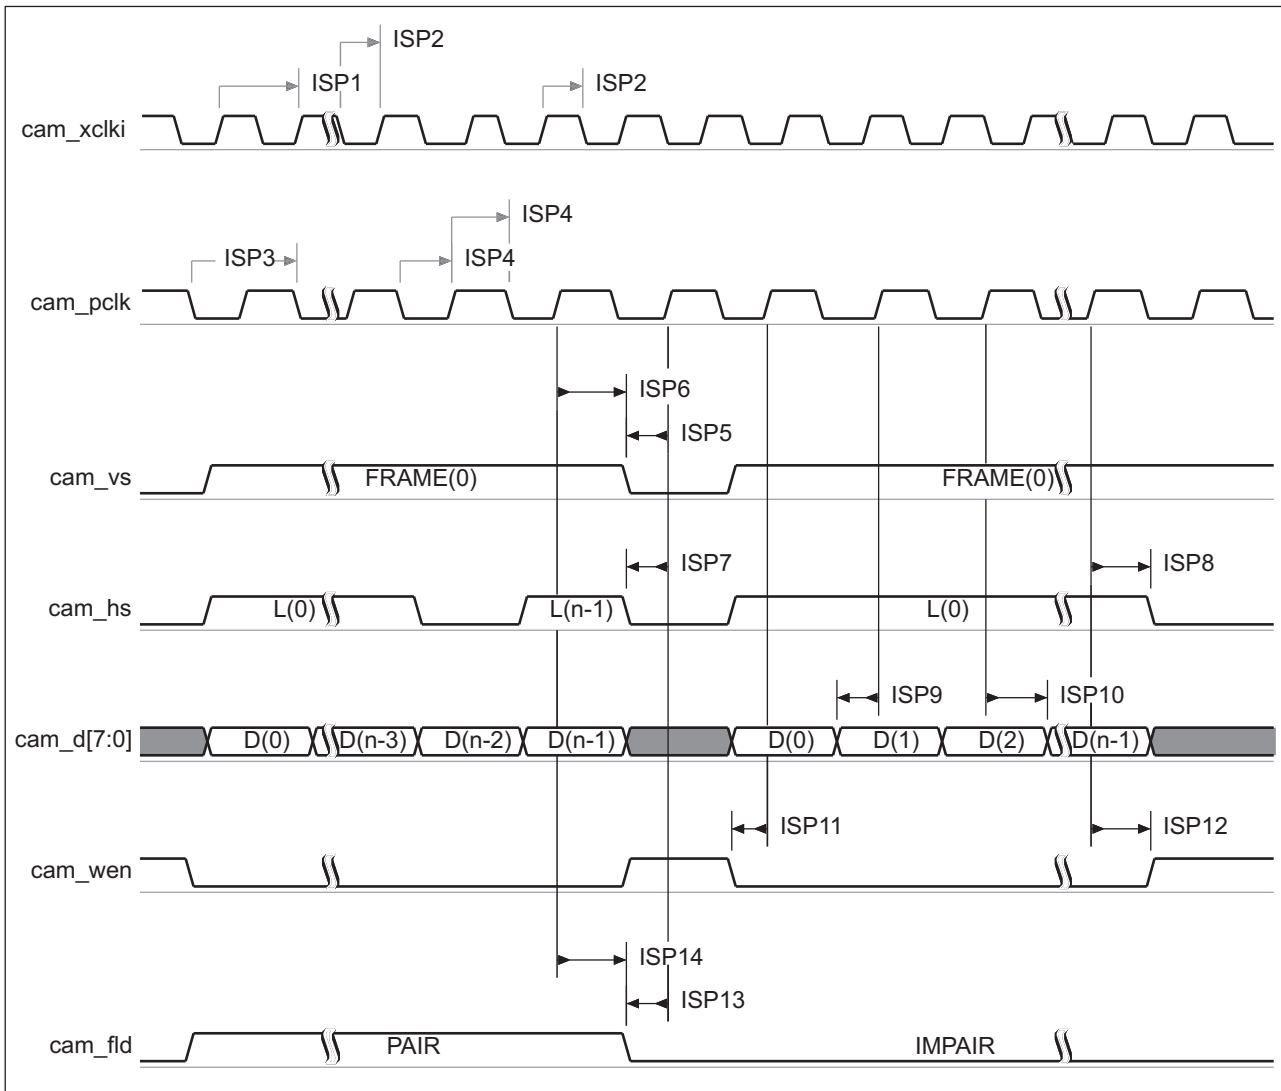 ISP2
ISP1 ISP2
cam_xclki
ISP4
ISP3 ISP4
cam_pclk
ISP6
ISP5
cam_vs FRAME(0) FRAME(0)
ISP7 ISP8
cam_hs L(0) L(n-1) L(0)
ISP9 ISP10
cam_d[7:0] D(0) D(n-3) D(n-2) D(n-1) D(0) D(1) D(2) D(n-1)
ISP11 ISP12
cam_wen
ISP14
ISP13
cam_fld PAIR IMPAIR